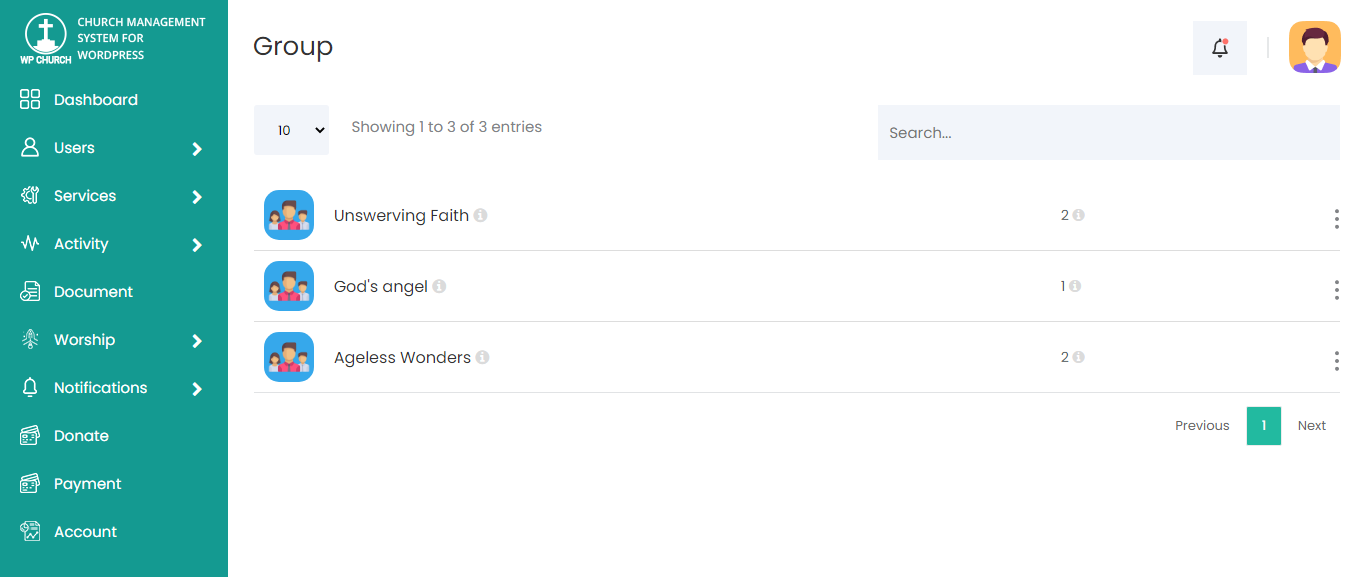 CHURCH MANAGEMENT
SYSTEM FOR
WORDPRESS
WP CHURCH
Dashboard
Users
Services
Activity
Document
Worship
Notifications
Donate
Payment
Account
Group
10
Showing 1 to 3 of 3 entries
Search...
Unswerving Faith
2
God's angel
1
Ageless Wonders
2
Previous
1
Next